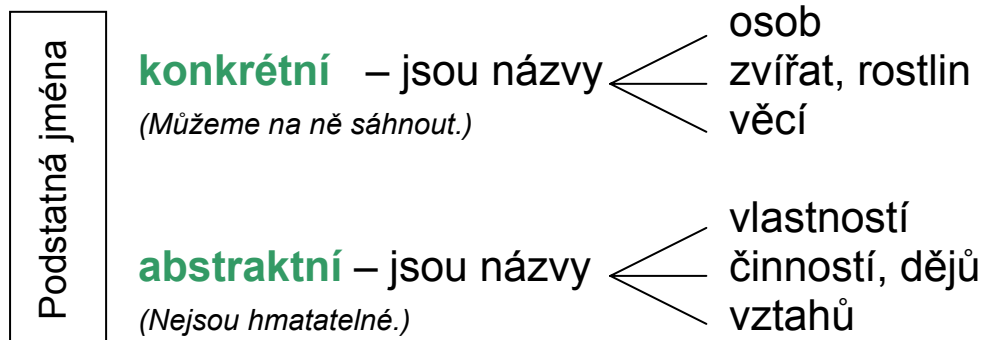 Podstatná jména
konkrétní – jsou názvy
(Můžeme na ně sáhnout.)
osob
zvířat, rostlin
věcí
abstraktní – jsou názvy
(Nejsou hmatatelné.)
vlastností
činností, dějů
vztahů